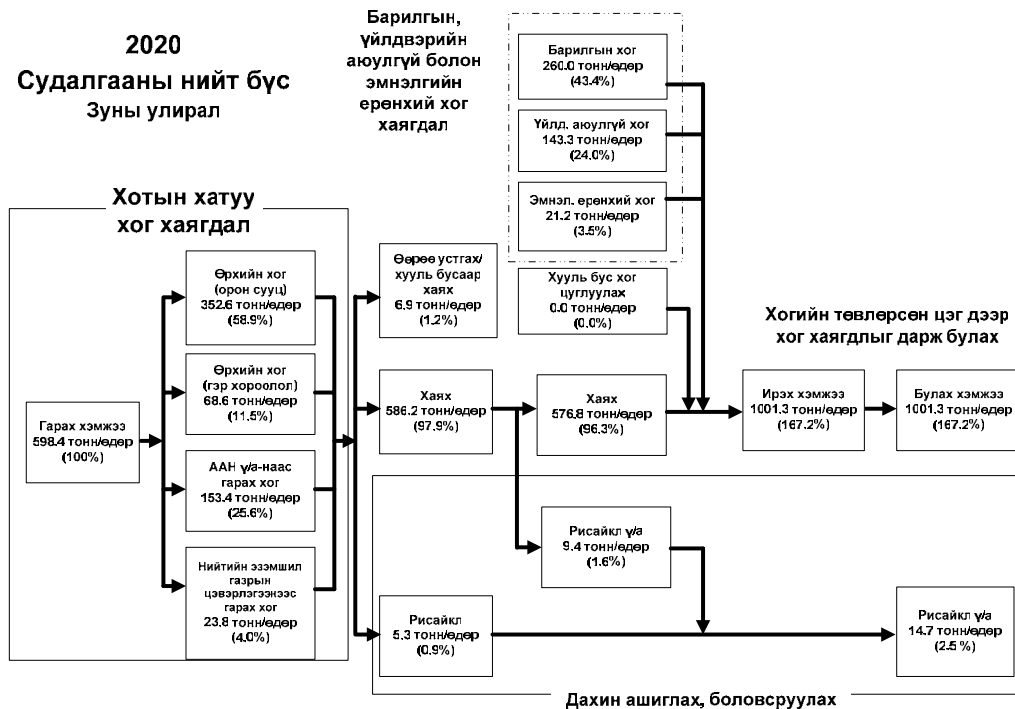 2020
Судалгааны нийт бүс
Зуны улирал
Барилгын,
үйлдвэрийн
аюулгүй болон
эмнэлгийн
ерөнхий хог
хаягдал
Барилгын хог
260.0 тонн/өдөр
(43.4%)
Үйлд. аюулгүй хог
143.3 тонн/өдөр
(24.0%)
Эмнэл. ерөнхий хог
21.2 тонн/өдөр
(3.5%)
Хотын хатуу
хог хаягдал
Өрхийн хог
(орон сууц)
352.6 тонн/өдөр
(58.9%)
Өөрөө устгах/
хууль бусаар
хаях
6.9 тонн/өдөр
(1.2%)
Хууль бус хог
цуглуулах
0.0 тонн/өдөр
(0.0%)
Хогийн төвлөрсөн цэг дээр
хог хаягдлыг дарж булах
Өрхийн хог
(гэр хороолол)
68.6 тонн/өдөр
(11.5%)
Хаях
586.2 тонн/өдөр
(97.9%)
Хаях
576.8 тонн/өдөр
(96.3%)
Ирэх хэмжээ
1001.3 тонн/өдөр
(167.2%)
Булах хэмжээ
1001.3 тонн/өдөр
(167.2%)
Гарах хэмжээ
598.4 тонн/өдөр
(100%)
ААН ү/а-наас
гарах хог
153.4 тонн/өдөр
(25.6%)
Нийтийн эзэмшил
газрын
цэвэрлэгээнээс
гарах хог
23.8 тонн/өдөр
(4.0%)
Рисайкл ү/а
9.4 тонн/өдөр
(1.6%)
Рисайкл
5.3 тонн/өдөр
(0.9%)
Рисайкл ү/а
14.7 тонн/өдөр
(2.5 %)
Дахин ашиглах, боловсруулах